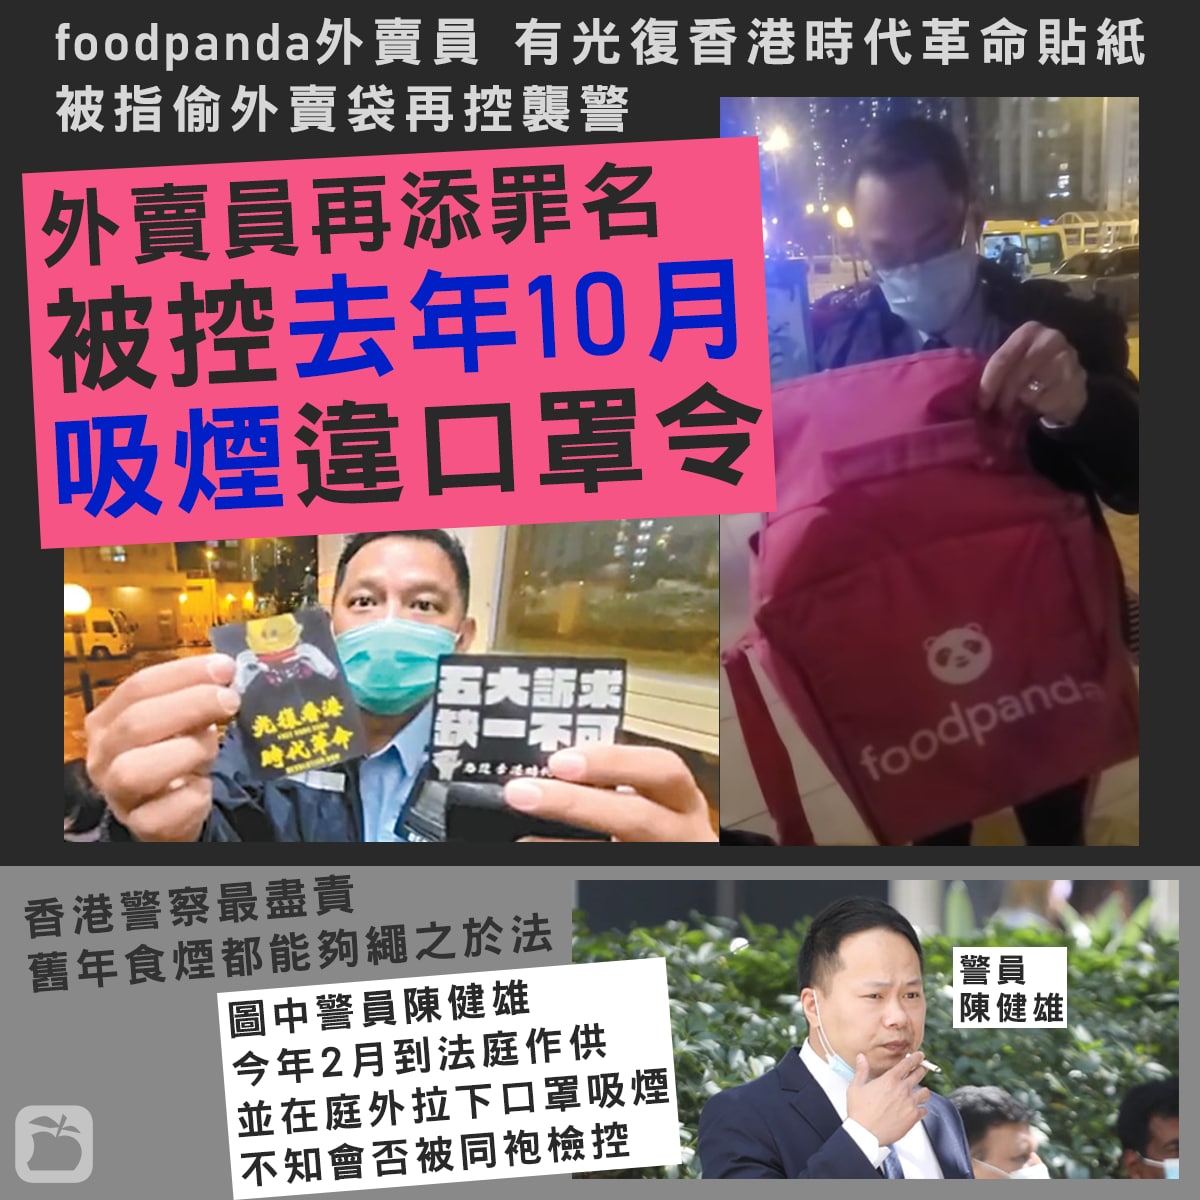 foodpanda外賣員 有光復香港時代革命貼紙
被指偷外賣袋再控襲警
外賣員再添罪名
被控去年10月
吸煙違口罩令
foodpanda
光復香港
時代革命
五大訴求
缺一不可
香港警察最盡責
舊年食煙都能夠繩之於法
圖中警員陳健雄
今年2月到法庭作供
並在庭外拉下口罩吸煙
不知會否被同袍檢控
警員
陳健雄